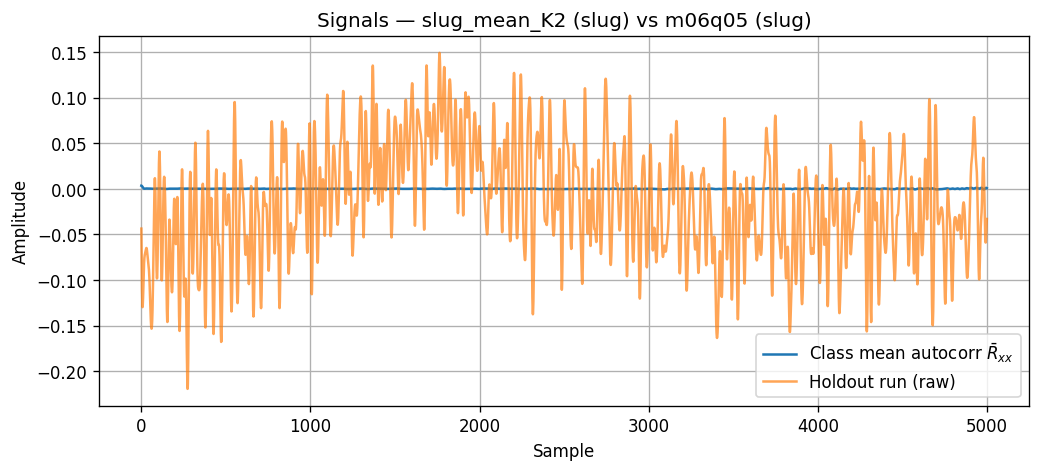 Signals — slug_mean_K2 (slug) vs m06q05 (slug)
0.15
0.10
0.05
0.00
−0.05
−0.10
−0.15
−0.20
Amplitude
Class mean autocorr R̄xx
Holdout run (raw)
0 1000 2000 3000 4000 5000
Sample